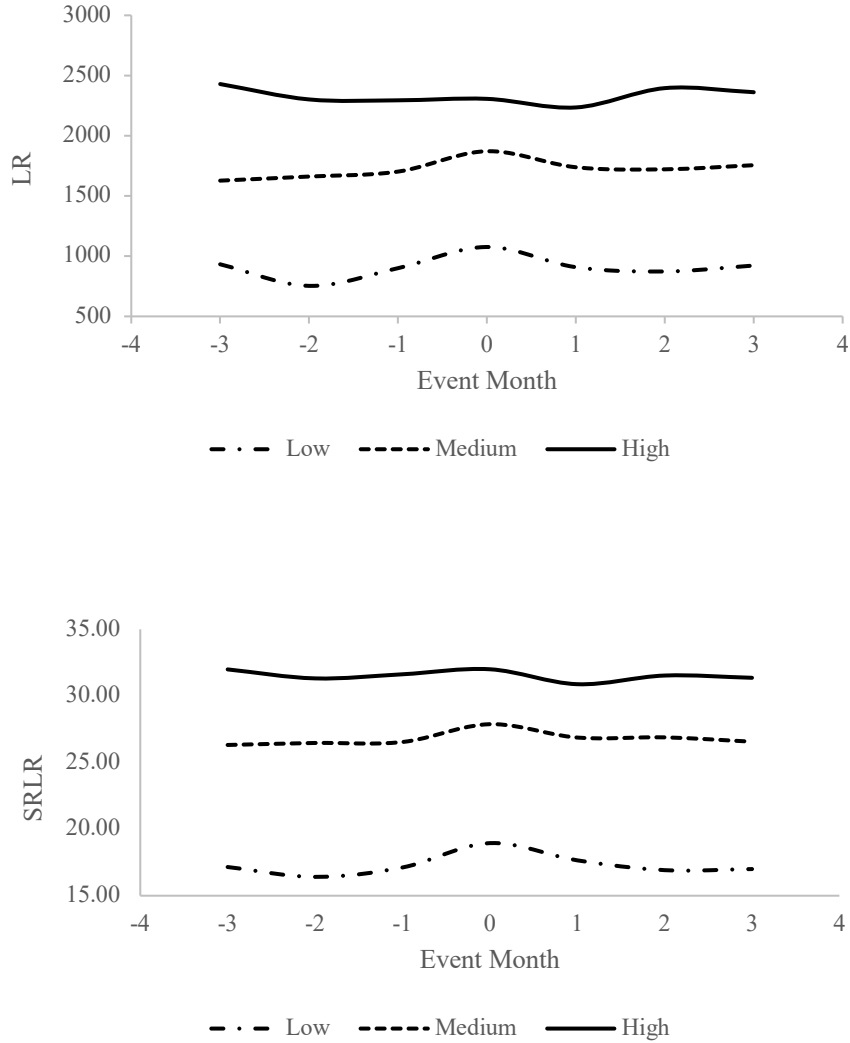 3000
2500
2000
1500
1000
500
LR
-4 -3 -2 -1 0 1 2 3 4
Event Month
Low Medium High
35.00
30.00
25.00
20.00
15.00
SRLR
-4 -3 -2 -1 0 1 2 3 4
Event Month
Low Medium High